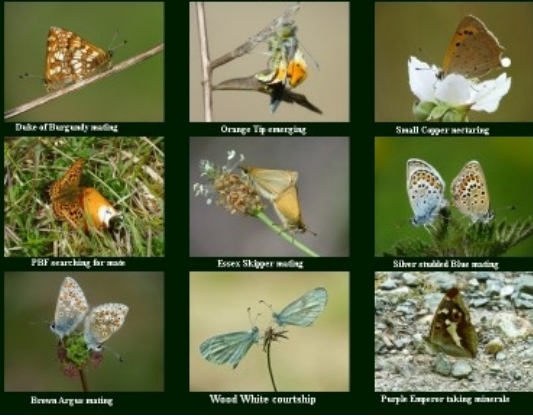 Duke of Burgundy mating
Orange Tip emerging
Small Copper nectaring
PBF searching for mate
Essex Skipper mating
Silver studded Blue mating
Brown Argus mating
Wood White courtship
Purple Emperor taking minerals